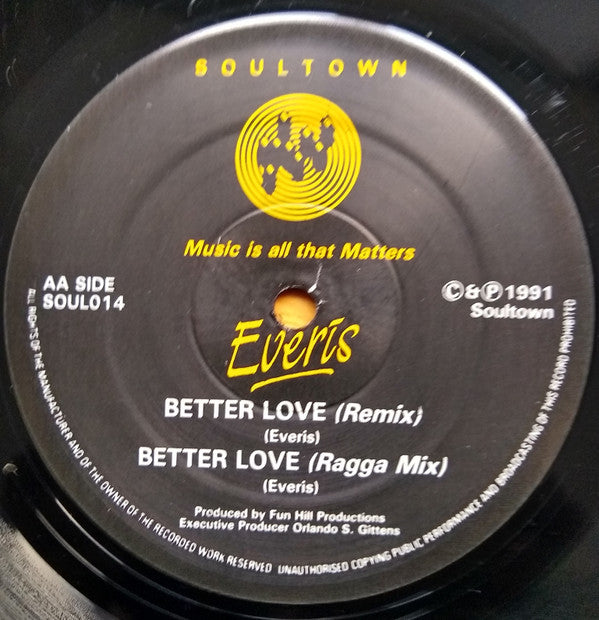 SOULTOWN
Music is all that Matters
AA SIDE
SOUL014
©&℗1991
Soultown
Everis
BETTER LOVE (Remix)
(Everis)
BETTER LOVE (Ragga Mix)
(Everis)
Produced by Fun Hill Productions
Executive Producer Orlando S. Gittens
ALL RIGHTS OF THE MANUFACTURER AND OF THE OWNER OF THE RECORDED WORK RESERVED UNAUTHORISED COPYING PUBLIC PERFORMANCE AND BROADCASTING OF THIS RECORD PROHIBITED